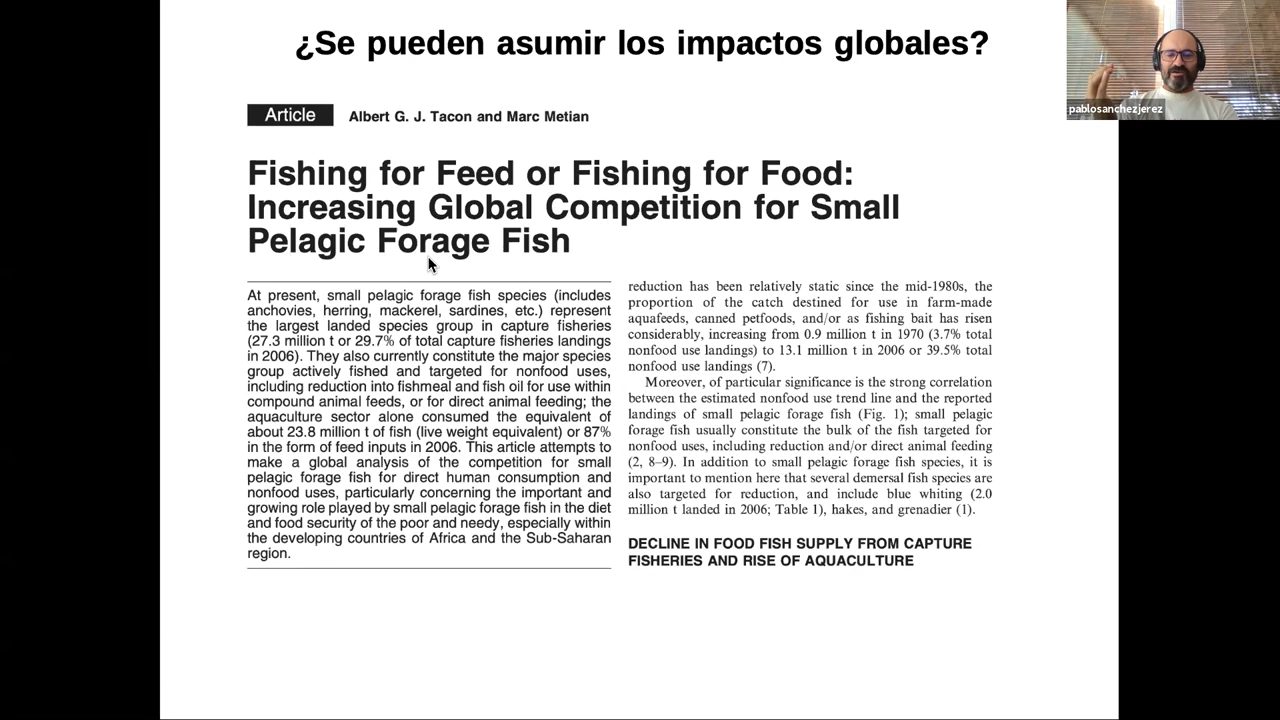 ¿Se pueden asumir los impactos globales?
pablosanchezjerez
Article
Albert G. J. Tacon and Marc Metian
Fishing for Feed or Fishing for Food:
Increasing Global Competition for Small
Pelagic Forage Fish
At present, small pelagic forage fish species (includes
anchovies, herring, mackerel, sardines, etc.) represent
the largest landed species group in capture fisheries
(27.3 million t or 29.7% of total capture fisheries landings
in 2006). They also currently constitute the major species
group actively fished and targeted for nonfood uses,
including reduction into fishmeal and fish oil for use within
compound animal feeds, or for direct animal feeding; the
aquaculture sector alone consumed the equivalent of
about 23.8 million t of fish (live weight equivalent) or 87%
in the form of feed inputs in 2006. This article attempts to
make a global analysis of the competition for small
pelagic forage fish for direct human consumption and
nonfood uses, particularly concerning the important and
growing role played by small pelagic forage fish in the diet
and food security of the poor and needy, especially within
the developing countries of Africa and the Sub-Saharan
region.
reduction has been relatively static since the mid-1980s, the
proportion of the catch destined for use in farm-made
aquafeeds, canned petfoods, and/or as fishing bait has risen
considerably, increasing from 0.9 million t in 1970 (3.7% total
nonfood use landings) to 13.1 million t in 2006 or 39.5% total
nonfood use landings (7).
Moreover, of particular significance is the strong correlation
between the estimated nonfood use trend line and the reported
landings of small pelagic forage fish (Fig. 1); small pelagic
forage fish usually constitute the bulk of the fish targeted for
nonfood uses, including reduction and/or direct animal feeding
(2, 8–9). In addition to small pelagic forage fish species, it is
important to mention here that several demersal fish species are
also targeted for reduction, and include blue whiting (2.0
million t landed in 2006; Table 1), hakes, and grenadier (1).
DECLINE IN FOOD FISH SUPPLY FROM CAPTURE
FISHERIES AND RISE OF AQUACULTURE